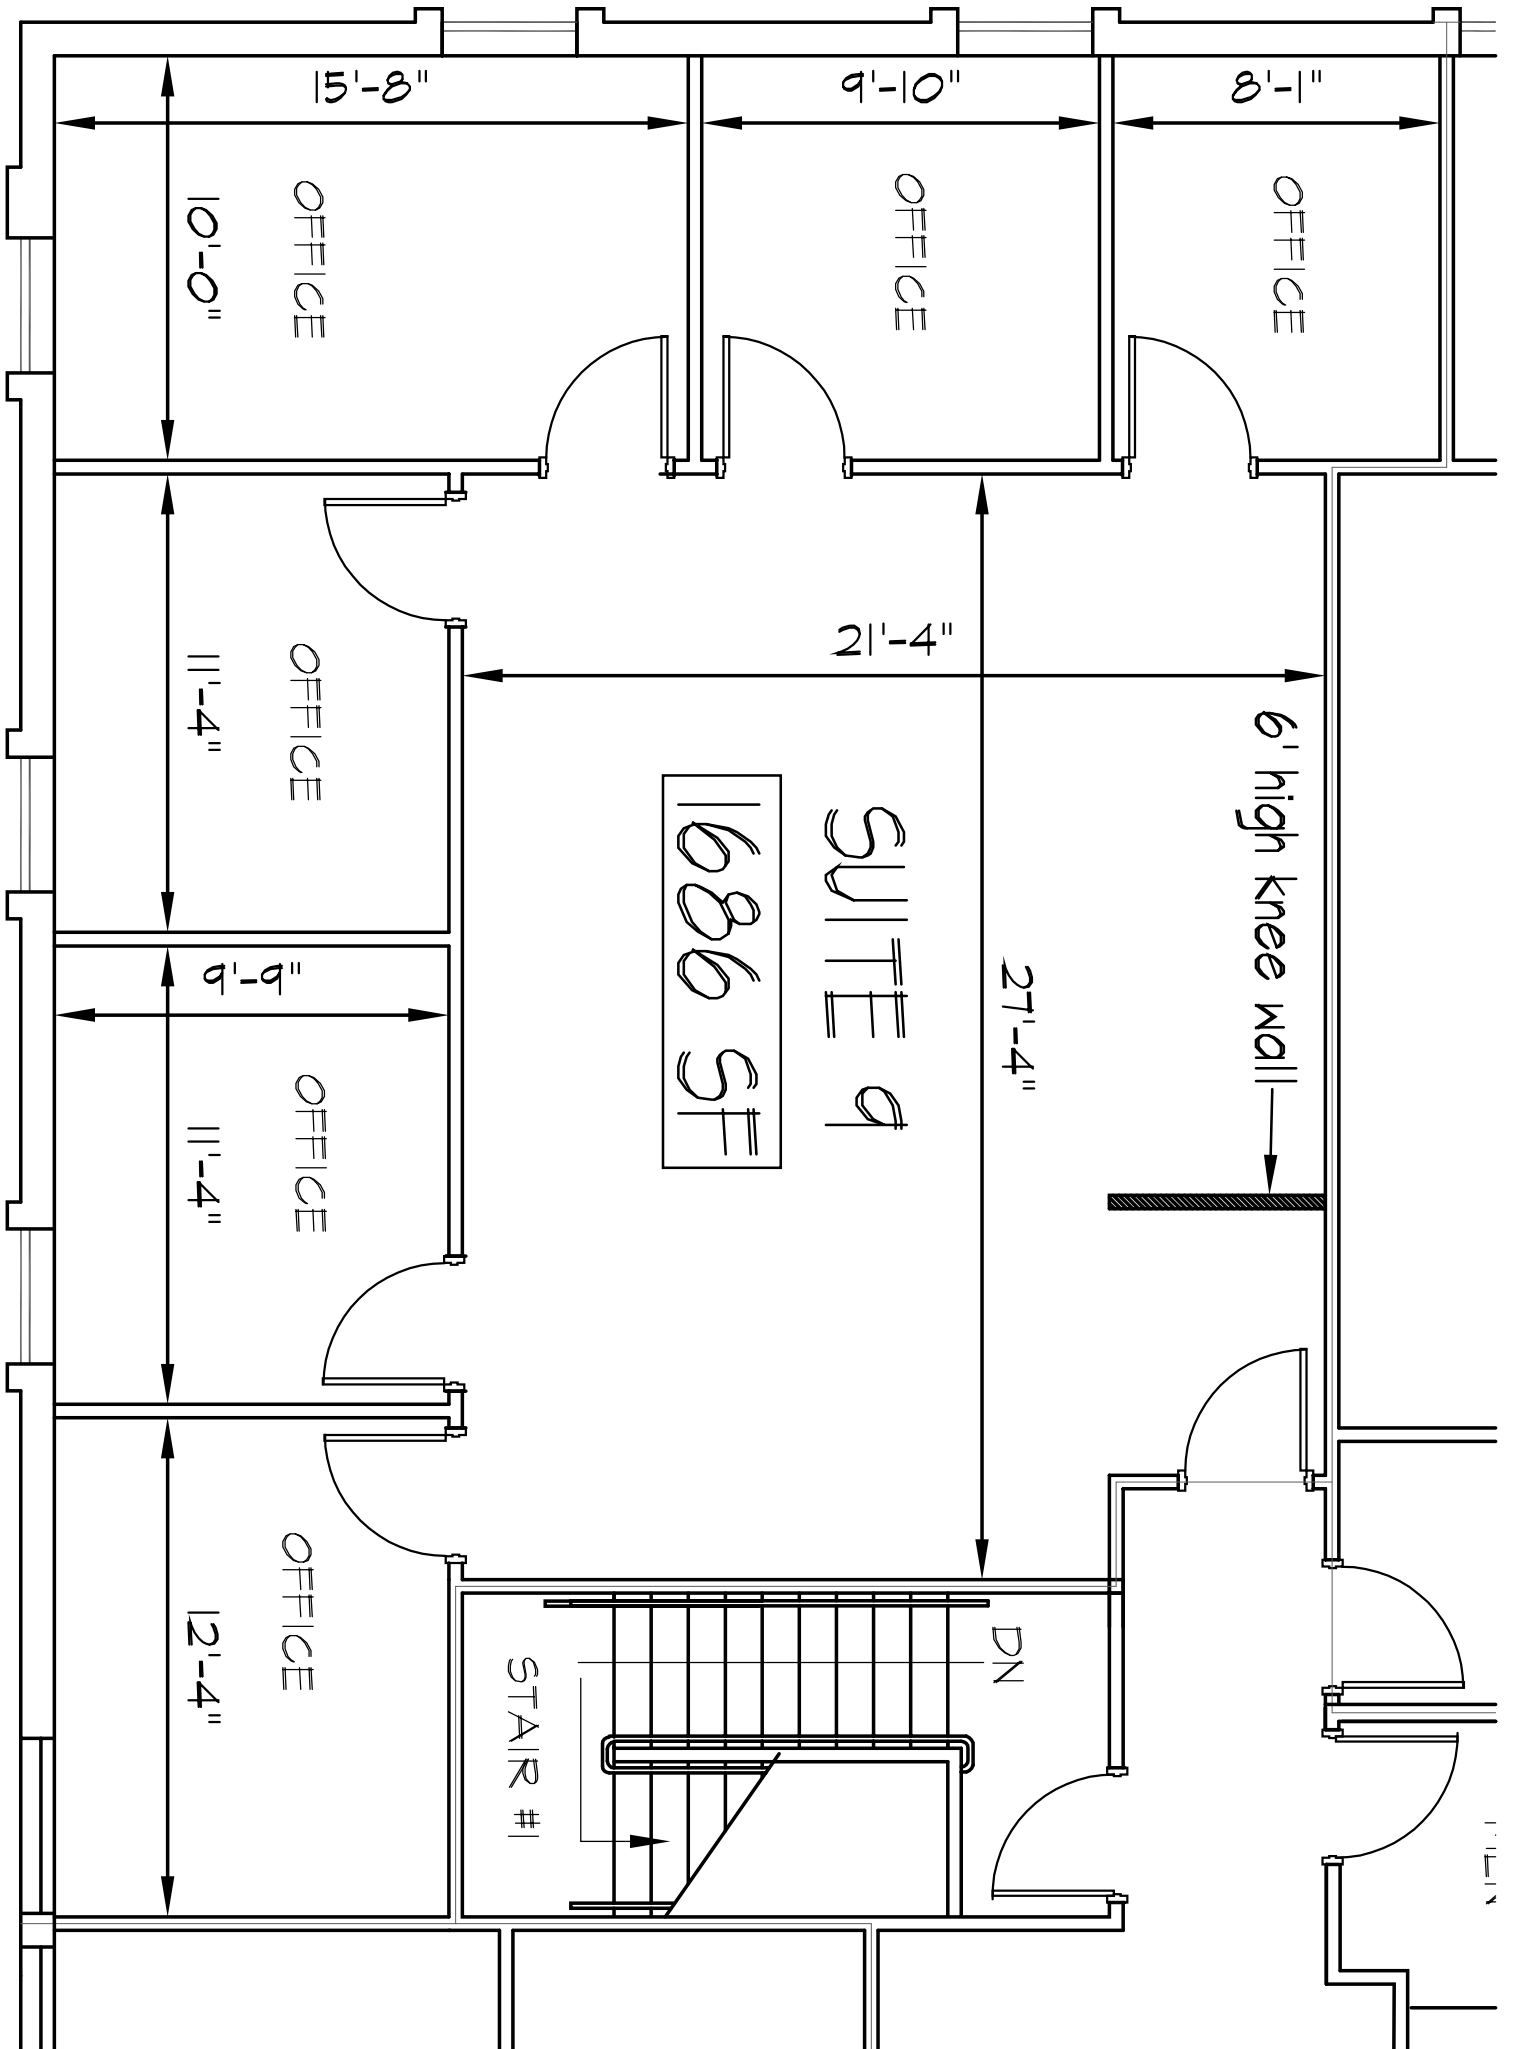 15'-8"
9'-10"
8'-1"
OFFICE
OFFICE
OFFICE
10'-0"
21'-4"
6' high knee wall
OFFICE
11'-4"
SUITE 9
1686 SF
27'-4"
9'-9"
OFFICE
11'-4"
OFFICE
12'-4"
DN
STAIR #1